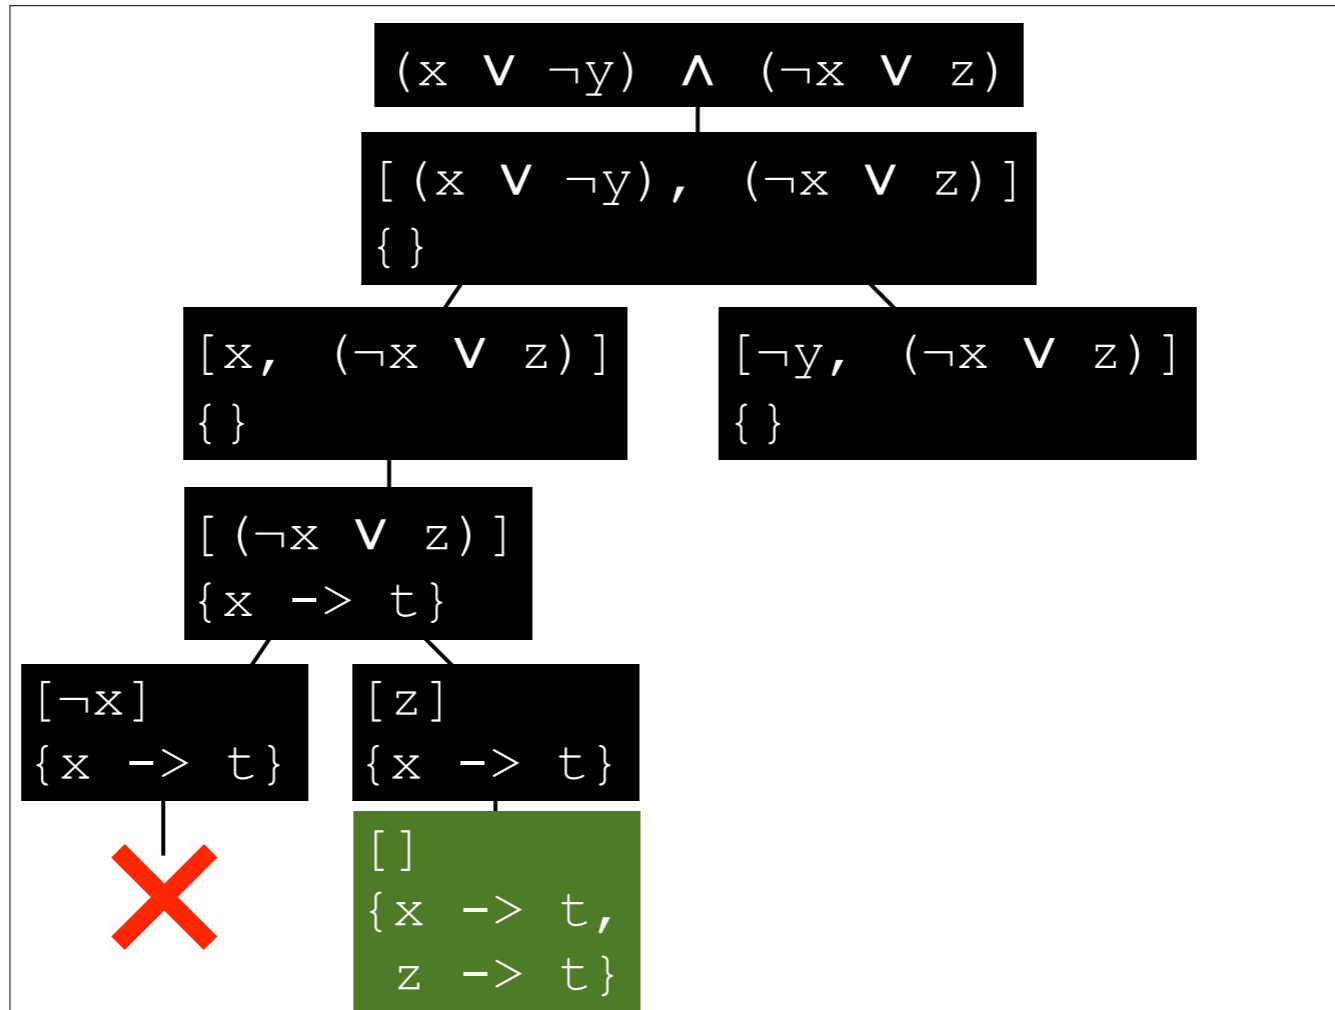 (x ∨ ¬y) ∧ (¬x ∨ z)
[(x ∨ ¬y), (¬x ∨ z)]
{}
[x, (¬x ∨ z)]
{}
[¬y, (¬x ∨ z)]
{}
[(¬x ∨ z)]
{x -> t}
[¬x]
{x -> t}
[z]
{x -> t}
[]
{x -> t,
z -> t}